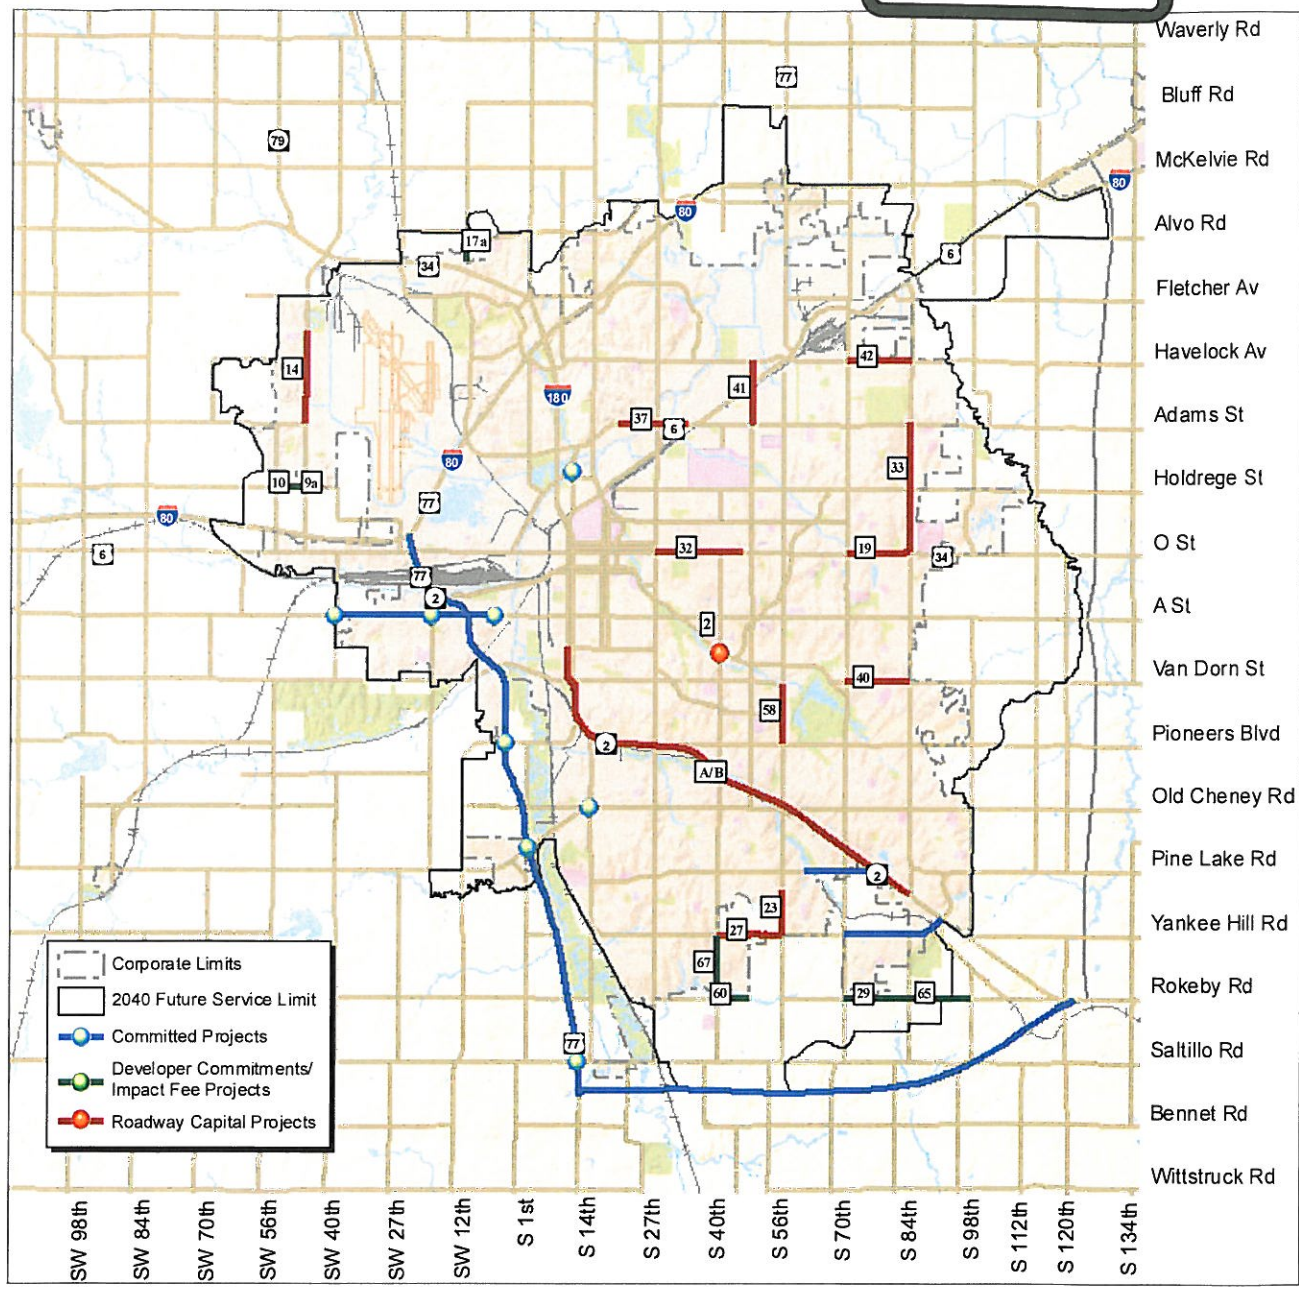 Waverly Rd
77
Bluff Rd
79
McKelvie Rd
80
80
Alvo Rd
17a
6
34
Fletcher Av
Havelock Av
42
14
41
180
Adams St
37
6
80
33
Holdrege St
10
9a
77
80
O St
6
32
19
34
77
2
A St
2
Van Dorn St
40
58
Pioneers Blvd
2
A/B
Old Cheney Rd
Pine Lake Rd
2
23
Yankee Hill Rd
27
67
Rokeby Rd
60
29
65
77
Saltillo Rd
Bennet Rd
Wittstruck Rd
Corporate Limits
2040 Future Service Limit
Committed Projects
Developer Commitments/
Impact Fee Projects
Roadway Capital Projects
SW 98th
SW 84th
SW 70th
SW 56th
SW 40th
SW 27th
SW 12th
S 1st
S 14th
S 27th
S 40th
S 56th
S 70th
S 84th
S 98th
S 112th
S 120th
S 134th